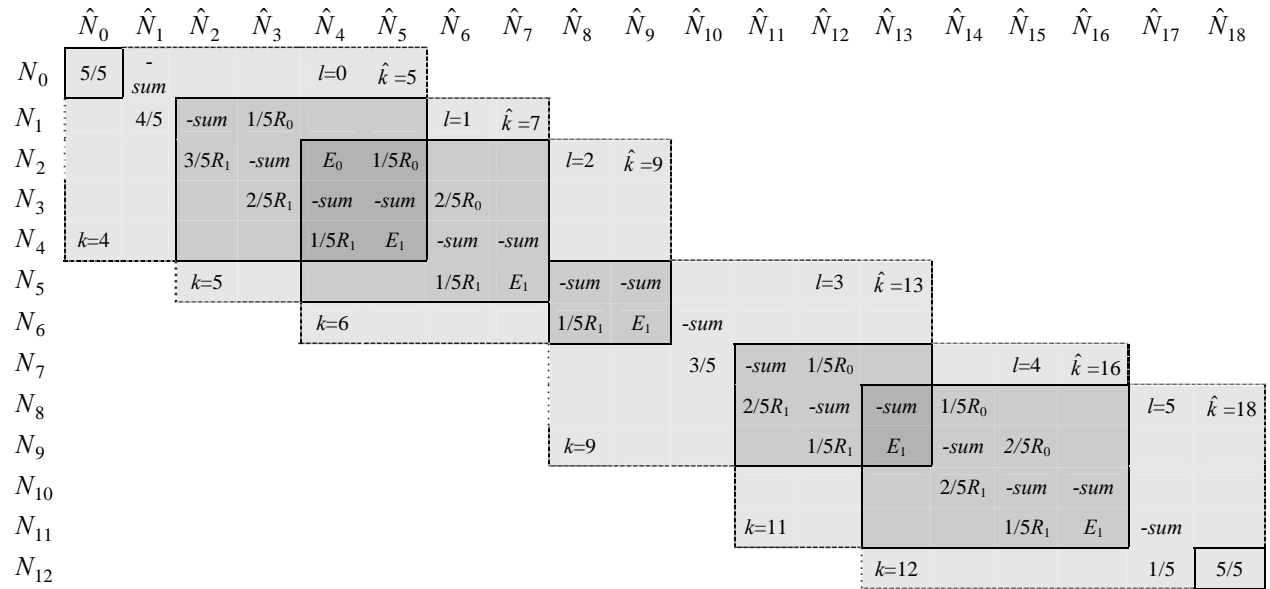 N̂₀ N̂₁ N̂₂ N̂₃ N̂₄ N̂₅ N̂₆ N̂₇ N̂₈ N̂₉ N̂₁₀ N̂₁₁ N̂₁₂ N̂₁₃ N̂₁₄ N̂₁₅ N̂₁₆ N̂₁₇ N̂₁₈
N₀ 5/5 -sum l=0 k̂=5
N₁ 4/5 -sum 1/5R₀ l=1 k̂=7
N₂ 3/5R₁ -sum E₀ 1/5R₀ l=2 k̂=9
N₃ 2/5R₁ -sum -sum 2/5R₀
N₄ k=4 1/5R₁ E₁ -sum -sum
N₅ k=5 1/5R₁ E₁ -sum -sum l=3 k̂=13
N₆ k=6 1/5R₁ E₁ -sum
N₇ 3/5 -sum 1/5R₀ l=4 k̂=16
N₈ 2/5R₁ -sum -sum 1/5R₀ l=5 k̂=18
N₉ k=9 1/5R₁ E₁ -sum 2/5R₀
N₁₀ 2/5R₁ -sum -sum
N₁₁ k=11 1/5R₁ E₁ -sum
N₁₂ k=12 1/5 5/5